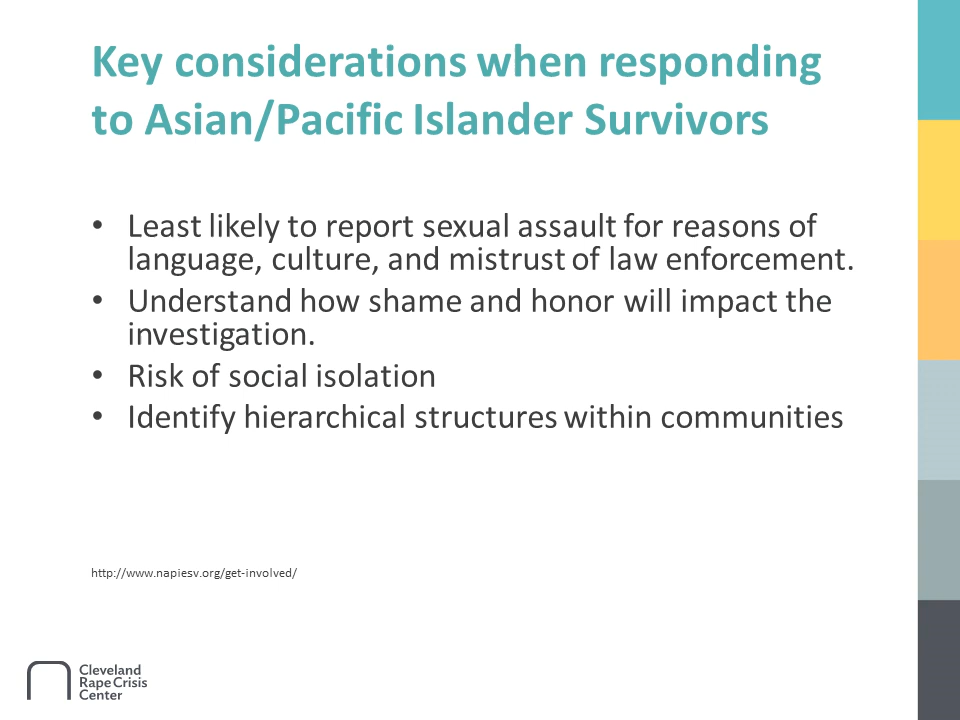 Key considerations when responding
to Asian/Pacific Islander Survivors
• Least likely to report sexual assault for reasons of
language, culture, and mistrust of law enforcement.
• Understand how shame and honor will impact the
investigation.
• Risk of social isolation
• Identify hierarchical structures within communities
http://www.napiesv.org/get-involved/
Cleveland
Rape Crisis
Center